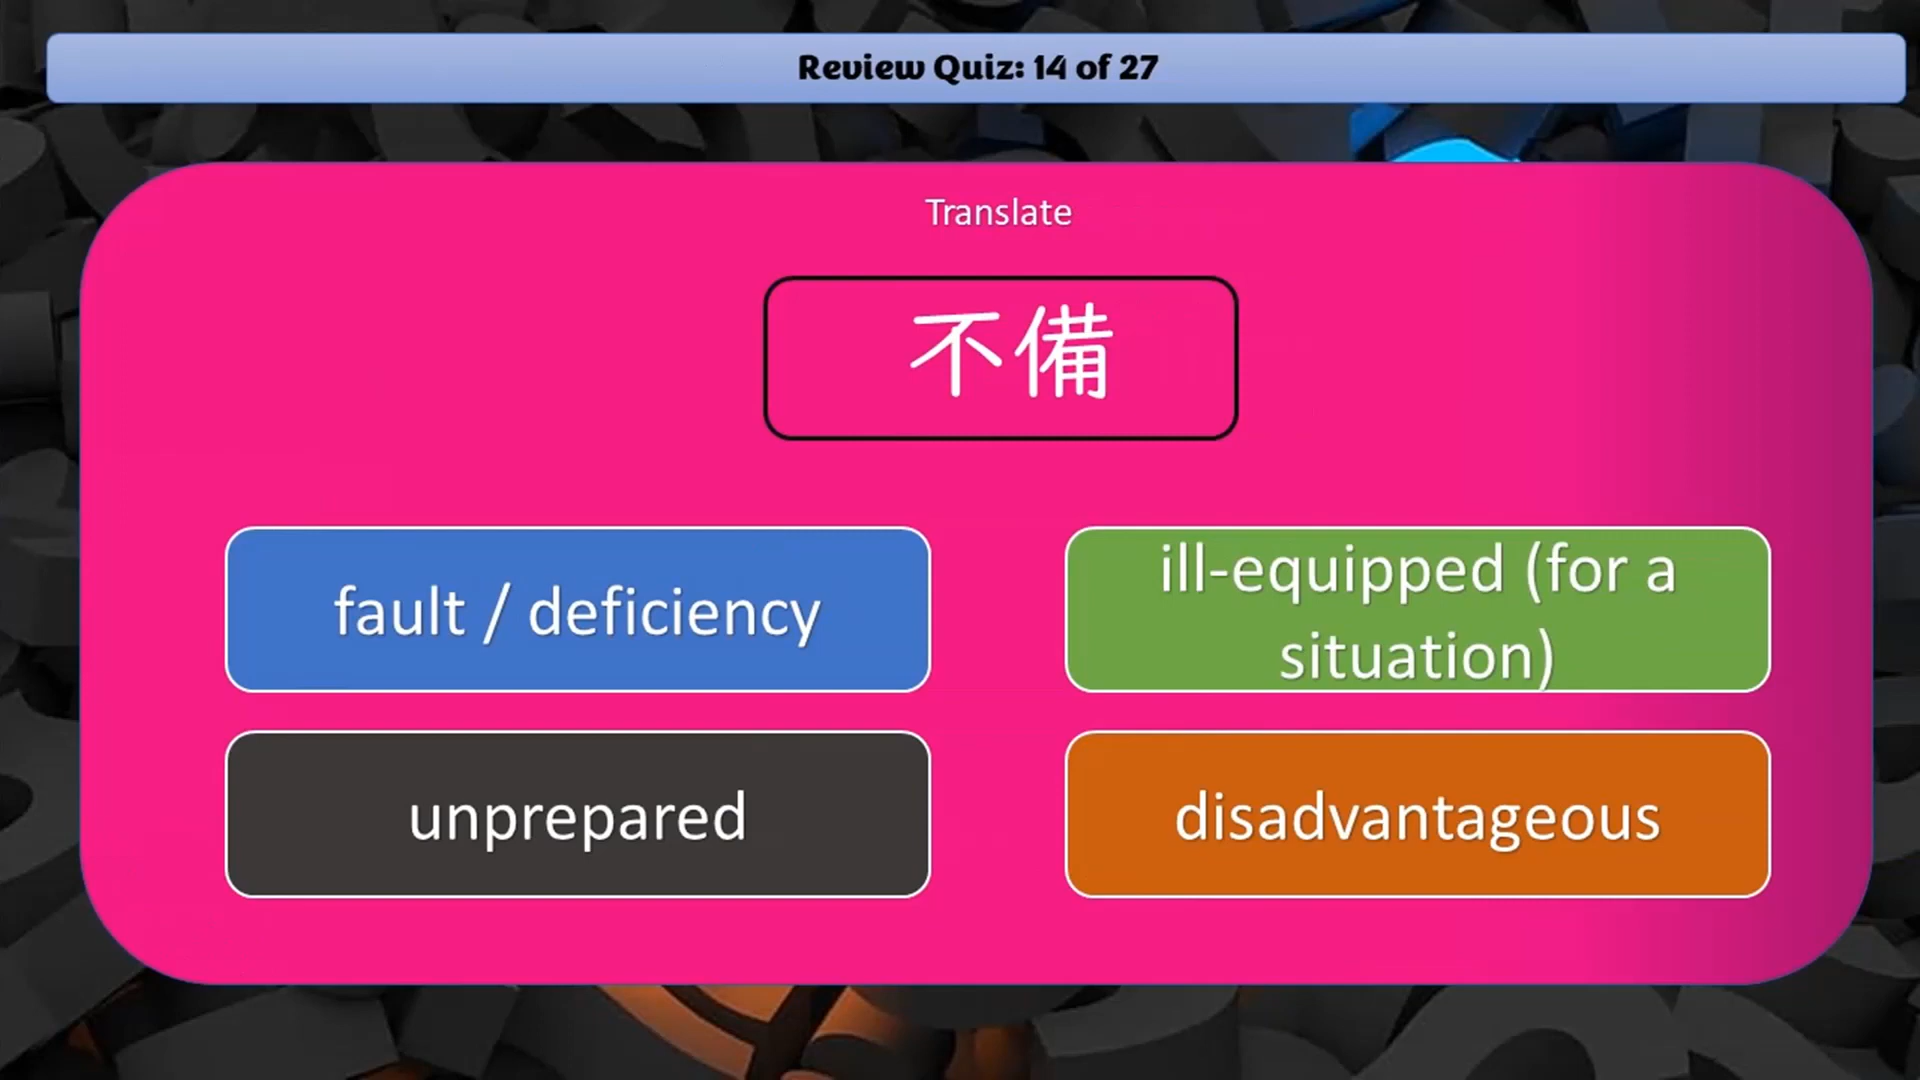 Review Quiz: 14 of 27
Translate
不備
fault / deficiency
ill-equipped (for a
situation)
unprepared
disadvantageous